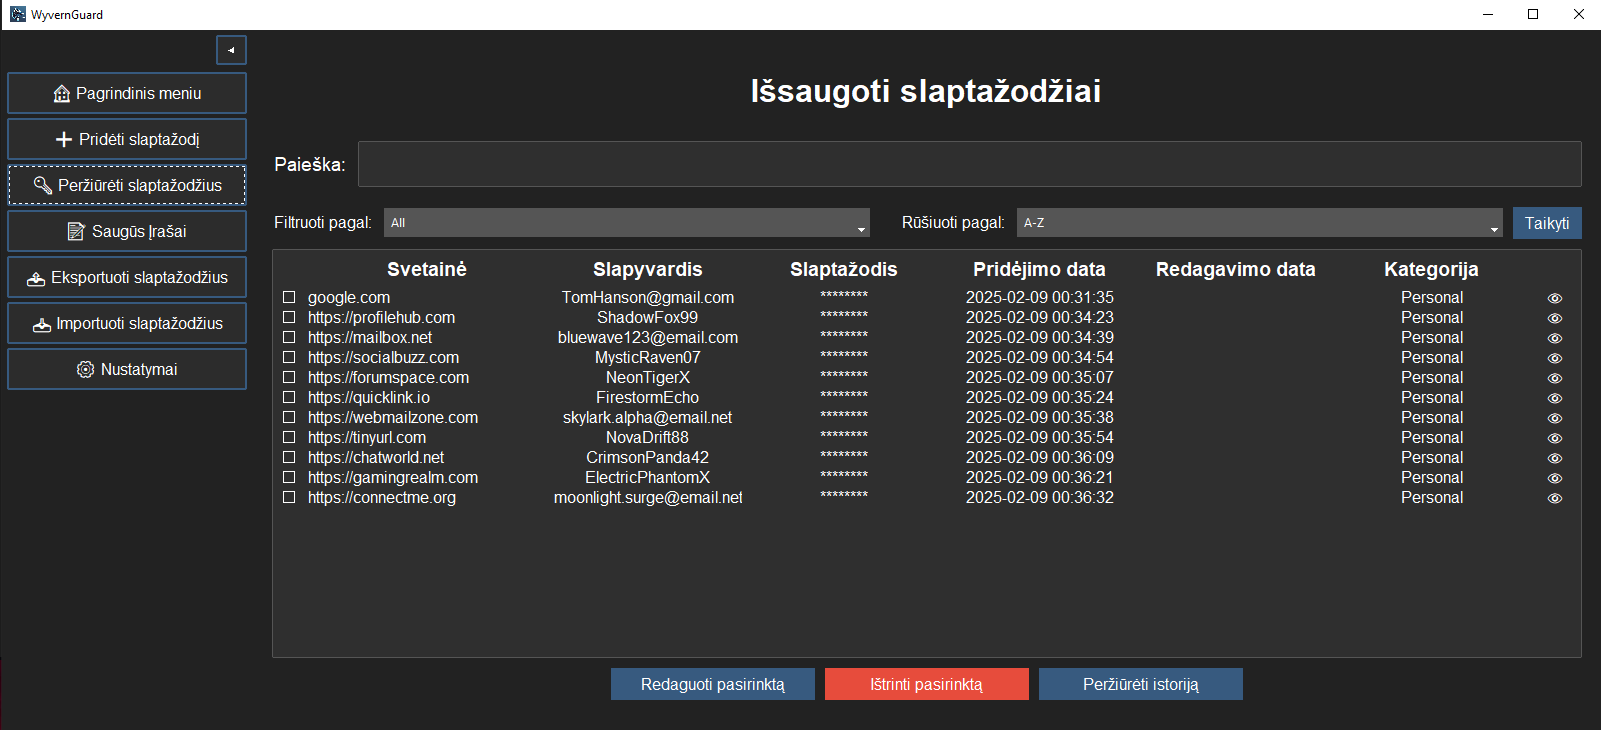 WyvernGuard
Pagrindinis meniu
Pridėti slaptažodį
Peržiūrėti slaptažodžius
Saugūs Įrašai
Eksportuoti slaptažodžius
Importuoti slaptažodžius
Nustatymai
Išsaugoti slaptažodžiai
Paieška:
Filtruoti pagal: All Rūšiuoti pagal: A-Z Taikyti
Svetainė Slapyvardis Slaptažodis Pridėjimo data Redagavimo data Kategorija
google.com TomHanson@gmail.com ******** 2025-02-09 00:31:35 Personal
https://profilehub.com ShadowFox99 ******** 2025-02-09 00:34:23 Personal
https://mailbox.net bluewave123@email.com ******** 2025-02-09 00:34:39 Personal
https://socialbuzz.com MysticRaven07 ******** 2025-02-09 00:34:54 Personal
https://forumspace.com NeonTigerX ******** 2025-02-09 00:35:07 Personal
https://quicklink.io FirestormEcho ******** 2025-02-09 00:35:24 Personal
https://webmailzone.com skylark.alpha@email.net ******** 2025-02-09 00:35:38 Personal
https://tinyurl.com NovaDrift88 ******** 2025-02-09 00:35:54 Personal
https://chatworld.net CrimsonPanda42 ******** 2025-02-09 00:36:09 Personal
https://gamingrealm.com ElectricPhantomX ******** 2025-02-09 00:36:21 Personal
https://connectme.org moonlight.surge@email.net ******** 2025-02-09 00:36:32 Personal
Redaguoti pasirinktą Ištrinti pasirinktą Peržiūrėti istoriją